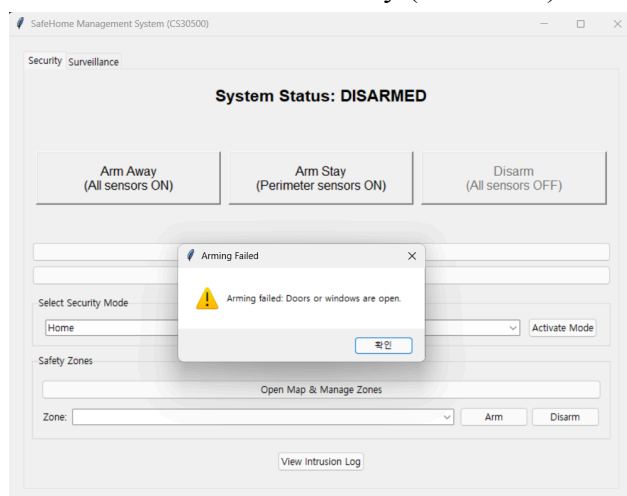 SafeHome Management System (CS30500)
Security Surveillance
System Status: DISARMED
Arm Away
(All sensors ON)
Arm Stay
(Perimeter sensors ON)
Disarm
(All sensors OFF)
Arming Failed
Arming failed: Doors or windows are open.
확인
Select Security Mode
Home
Activate Mode
Safety Zones
Open Map & Manage Zones
Zone:
Arm
Disarm
View Intrusion Log